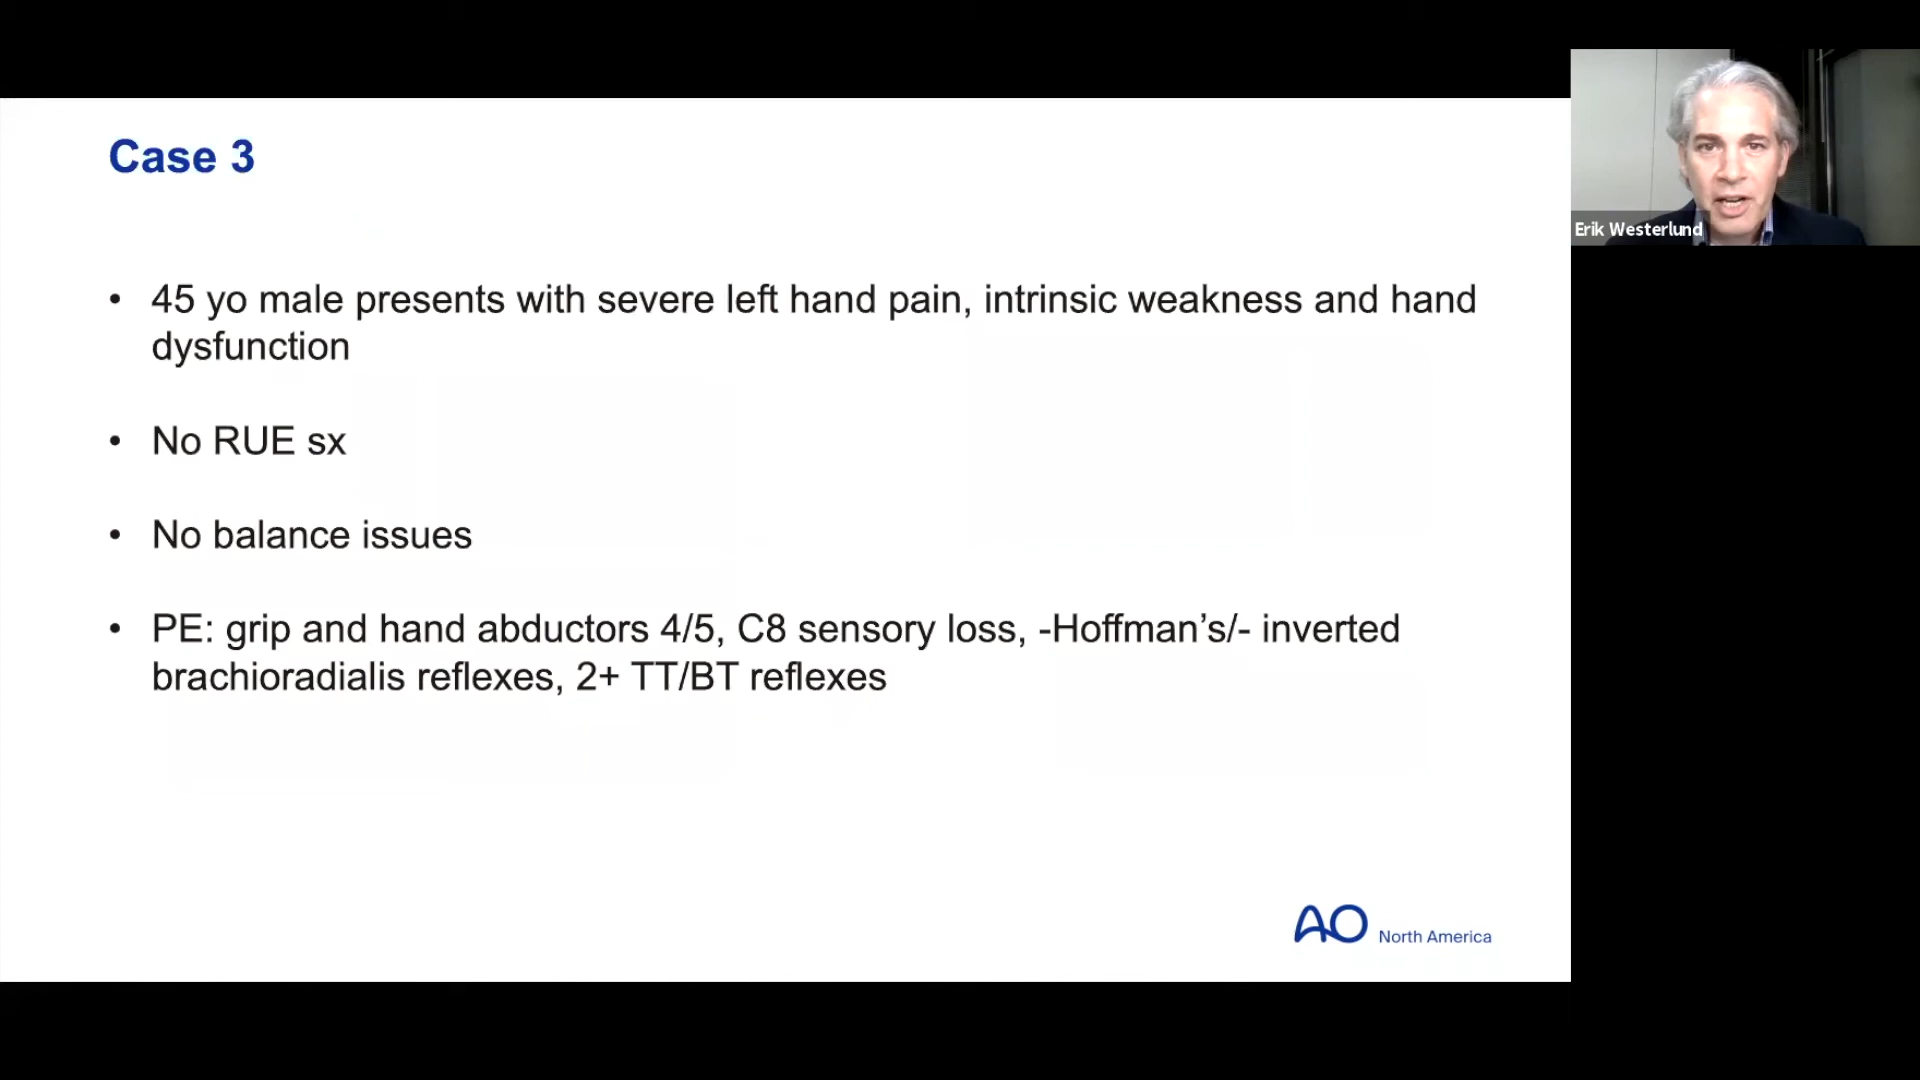 Case 3
Erik Westerlund
• 45 yo male presents with severe left hand pain, intrinsic weakness and hand
dysfunction
• No RUE sx
• No balance issues
• PE: grip and hand abductors 4/5, C8 sensory loss, -Hoffman’s/- inverted
brachioradialis reflexes, 2+ TT/BT reflexes
AO North America